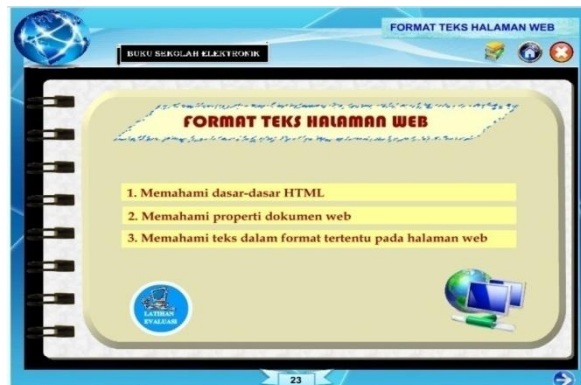 FORMAT TEKS HALAMAN WEB
BUKU SEKOLAH ELEKTRONIK
FORMAT TEKS HALAMAN WEB
1. Memahami dasar-dasar HTML
2. Memahami properti dokumen web
3. Memahami teks dalam format tertentu pada halaman web
LATIHAN
EVALUASI
23